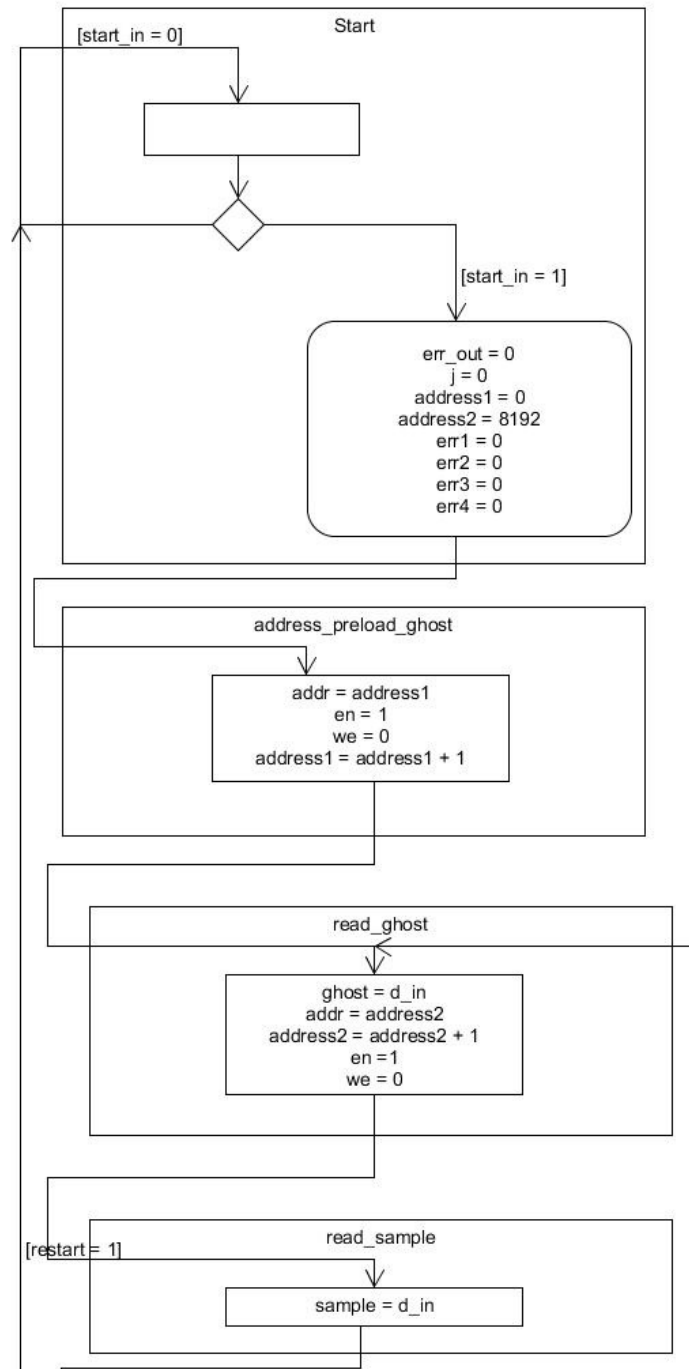 Start
[start_in = 0]
[start_in = 1]
err_out = 0
j = 0
address1 = 0
address2 = 8192
err1 = 0
err2 = 0
err3 = 0
err4 = 0
address_preload_ghost
addr = address1
en = 1
we = 0
address1 = address1 + 1
read_ghost
ghost = d_in
addr = address2
address2 = address2 + 1
en =1
we = 0
read_sample
[restart = 1]
sample = d_in